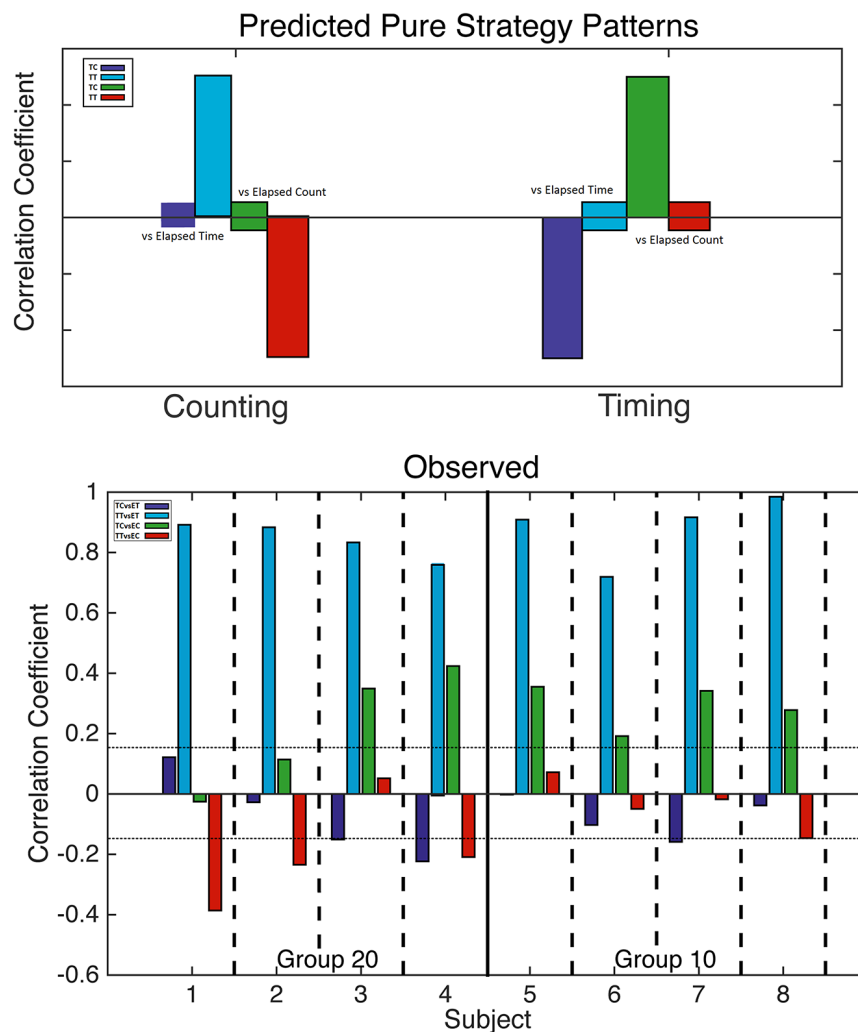 Predicted Pure Strategy Patterns
Correlation Coefficient
TC
TT
TC
TT
vs Elapsed Count
vs Elapsed Time
vs Elapsed Time
vs Elapsed Count
Counting
Timing
Observed
Correlation Coefficient
1
0.8
0.6
0.4
0.2
0
-0.2
-0.4
-0.6
TCvsET
TTvsET
TCvsEC
TTvsEC
Group 20
Group 10
1 2 3 4 5 6 7 8
Subject